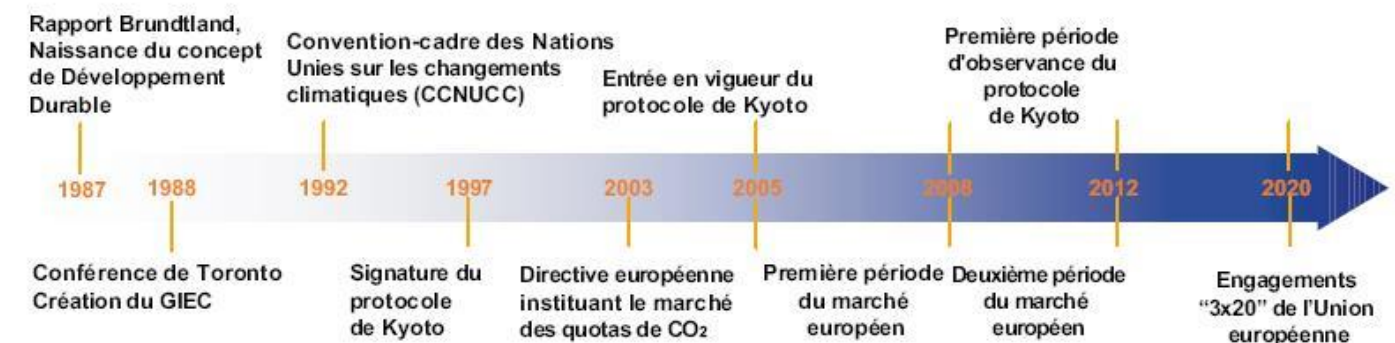 Rapport Brundtland,
Naissance du concept
de Développement
Durable
Convention-cadre des Nations
Unies sur les changements
climatiques (CCNUCC)
Entrée en vigueur du
protocole de Kyoto
Première période
d'observance du
protocole
de Kyoto
1987 1988 1992 1997 2003 2005 2008 2012 2020
Conférence de Toronto
Création du GIEC
Signature du
protocole
de Kyoto
Directive européenne
instituant le marché
des quotas de CO₂
Première période
du marché
européen
Deuxième période
du marché
européen
Engagements
“3x20” de l'Union
européenne